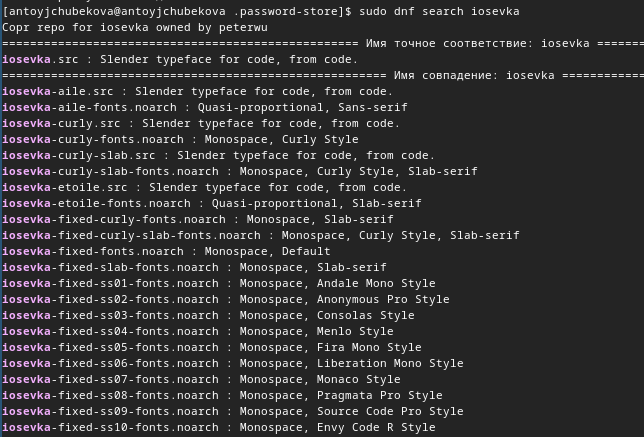 [antoyjchubekova@antoyjchubekova .password-store]$ sudo dnf search iosevka
Copr repo for iosevka owned by peterwu
=================================================== Имя точное соответствие: iosevka =======
iosevka.src : Slender typeface for code, from code.
======================================================= Имя совпадение: iosevka ============
iosevka-aile.src : Slender typeface for code, from code.
iosevka-aile-fonts.noarch : Quasi-proportional, Sans-serif
iosevka-curly.src : Slender typeface for code, from code.
iosevka-curly-fonts.noarch : Monospace, Curly Style
iosevka-curly-slab.src : Slender typeface for code, from code.
iosevka-curly-slab-fonts.noarch : Monospace, Curly Style, Slab-serif
iosevka-etoile.src : Slender typeface for code, from code.
iosevka-etoile-fonts.noarch : Quasi-proportional, Slab-serif
iosevka-fixed-curly-fonts.noarch : Monospace, Slab-serif
iosevka-fixed-curly-slab-fonts.noarch : Monospace, Curly Style, Slab-serif
iosevka-fixed-fonts.noarch : Monospace, Default
iosevka-fixed-slab-fonts.noarch : Monospace, Slab-serif
iosevka-fixed-ss01-fonts.noarch : Monospace, Andale Mono Style
iosevka-fixed-ss02-fonts.noarch : Monospace, Anonymous Pro Style
iosevka-fixed-ss03-fonts.noarch : Monospace, Consolas Style
iosevka-fixed-ss04-fonts.noarch : Monospace, Menlo Style
iosevka-fixed-ss05-fonts.noarch : Monospace, Fira Mono Style
iosevka-fixed-ss06-fonts.noarch : Monospace, Liberation Mono Style
iosevka-fixed-ss07-fonts.noarch : Monospace, Monaco Style
iosevka-fixed-ss08-fonts.noarch : Monospace, Pragmata Pro Style
iosevka-fixed-ss09-fonts.noarch : Monospace, Source Code Pro Style
iosevka-fixed-ss10-fonts.noarch : Monospace, Envy Code R Style